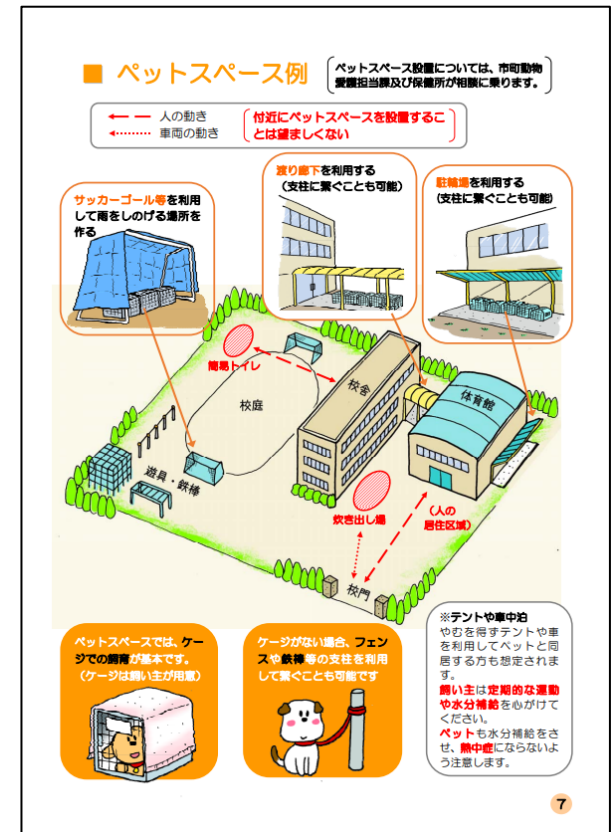 ■ ペットスペース例
ペットスペース設置については、市町動物
愛護担当課及び保健所が相談に乗ります。
人の動き
車両の動き
付近にペットスペースを設置するこ
とは望ましくない
サッカーゴール等を利用
して雨をしのげる場所を
作る
渡り廊下を利用する
(支柱に繋ぐことも可能)
駐輪場を利用する
(支柱に繋ぐことも可能)
簡易トイレ
校庭
校舎
体育館
遊具・鉄棒
炊き出し場
(人の
居住区域)
校門
ペットスペースでは、ケー
ジでの飼育が基本です。
(ケージは飼い主が用意)
ケージがない場合、フェン
スや鉄棒等の支柱を利用
して繋ぐことも可能です
※テントや車中泊
やむを得ずテントや車
を利用してペットと同
居する方も想定されま
す。
飼い主は定期的な運動
や水分補給を心がけて
ください。
ペットも水分補給をさ
せ、熱中症にならないよ
う注意します。
7